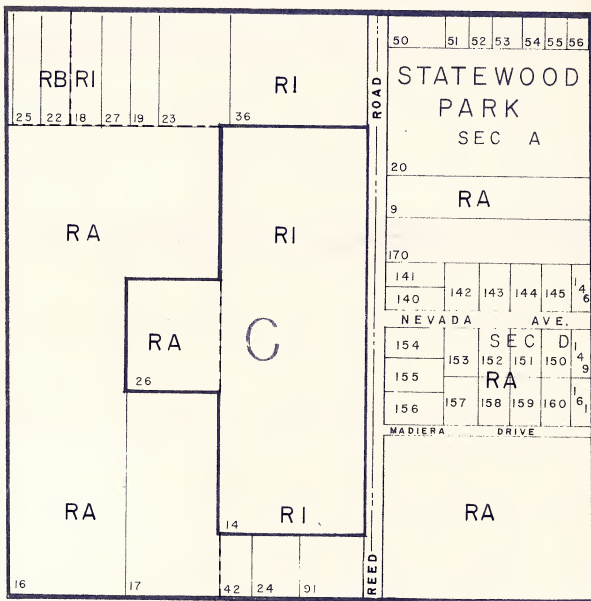 50 51 52 53 54 55 56
RB RI RI
STATEWOOD
PARK
SEC A
25 22 18 27 19 23 36
ROAD
20
RA
9
RA RI
170
141 142 143 144 145 146
140
NEVADA AVE.
RA C
154 SEC D
153 152 151 150 149
155 RA
26
156 157 158 159 160 161
MADIERA DRIVE
RA RI RA
14
REED
16 17 42 24 91